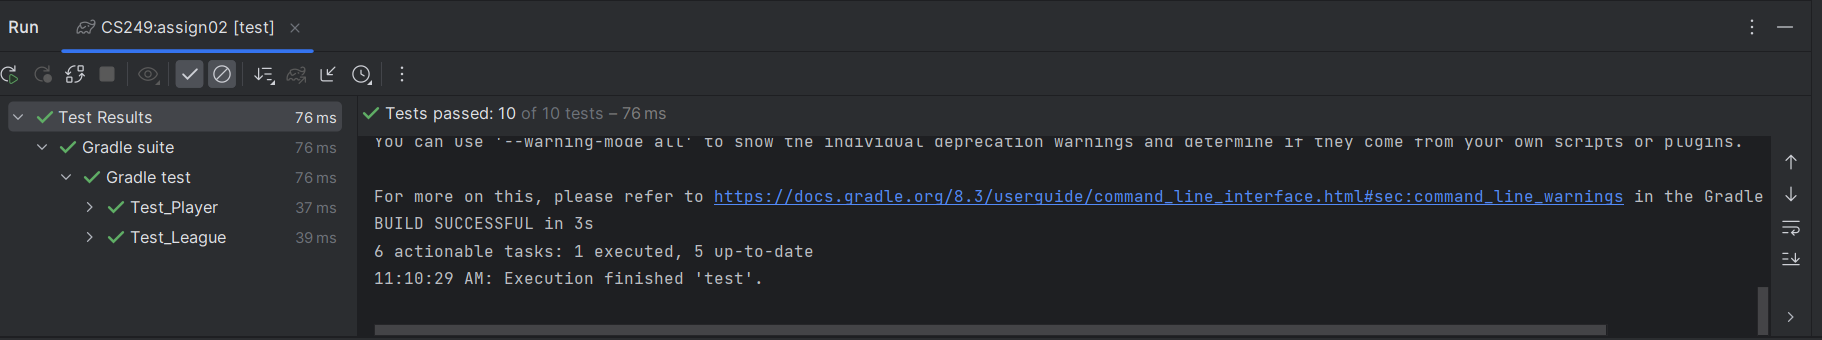 Run CS249:assign02 [test]
Test Results 76 ms
Gradle suite 76 ms
Gradle test 76 ms
Test_Player 37 ms
Test_League 39 ms
Tests passed: 10 of 10 tests – 76 ms
You can use '--warning-mode all' to show the individual deprecation warnings and determine if they come from your own scripts or plugins.
For more on this, please refer to https://docs.gradle.org/8.3/userguide/command_line_interface.html#sec:command_line_warnings in the Gradle
BUILD SUCCESSFUL in 3s
6 actionable tasks: 1 executed, 5 up-to-date
11:10:29 AM: Execution finished 'test'.